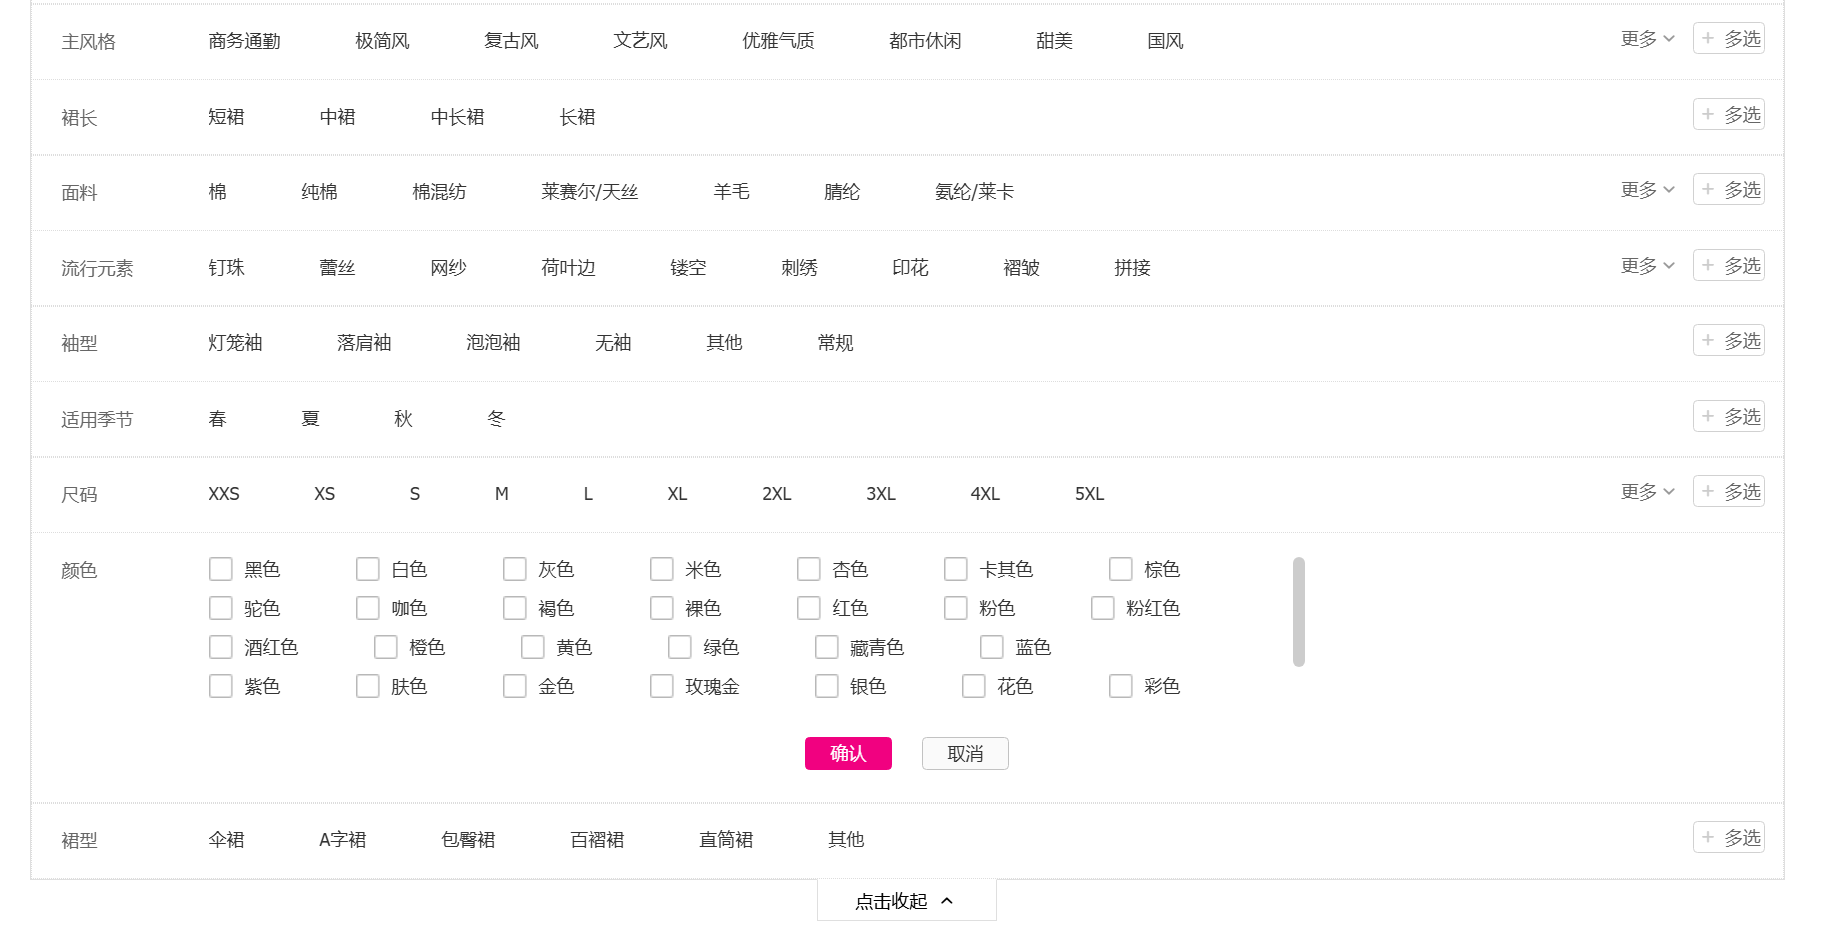 主风格 商务通勤 极简风 复古风 文艺风 优雅气质 都市休闲 甜美 国风 更多 + 多选
裙长 短裙 中裙 中长裙 长裙 + 多选
面料 棉 纯棉 棉混纺 莱赛尔/天丝 羊毛 腈纶 氨纶/莱卡 更多 + 多选
流行元素 钉珠 蕾丝 网纱 荷叶边 镂空 刺绣 印花 褶皱 拼接 更多 + 多选
袖型 灯笼袖 落肩袖 泡泡袖 无袖 其他 常规 + 多选
适用季节 春 夏 秋 冬 + 多选
尺码 XXS XS S M L XL 2XL 3XL 4XL 5XL 更多 + 多选
颜色 黑色 白色 灰色 米色 杏色 卡其色 棕色
驼色 咖色 褐色 裸色 红色 粉色 粉红色
酒红色 橙色 黄色 绿色 藏青色 蓝色
紫色 肤色 金色 玫瑰金 银色 花色 彩色
确认 取消
裙型 伞裙 A字裙 包臀裙 百褶裙 直筒裙 其他 + 多选
点击收起